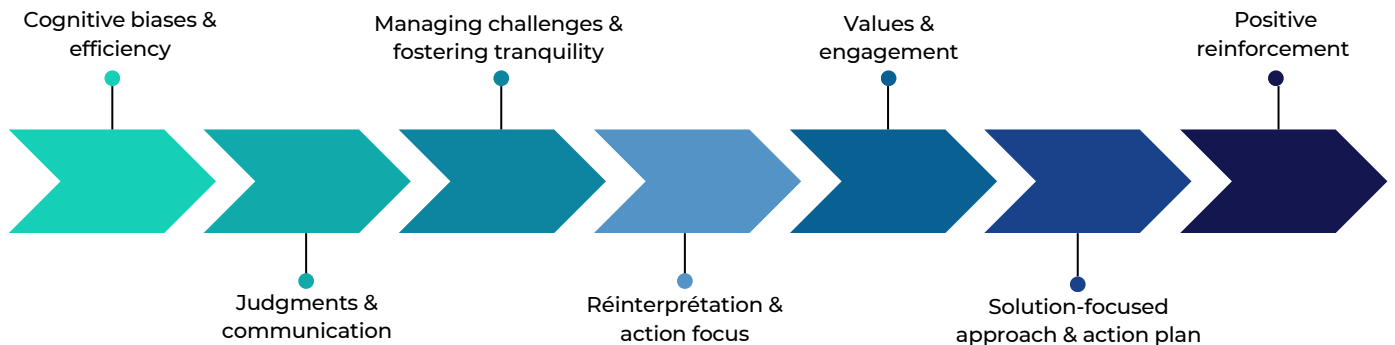 Cognitive biases &
efficiency
Judgments &
communication
Managing challenges &
fostering tranquility
Réinterprétation &
action focus
Values &
engagement
Solution-focused
approach & action plan
Positive
reinforcement